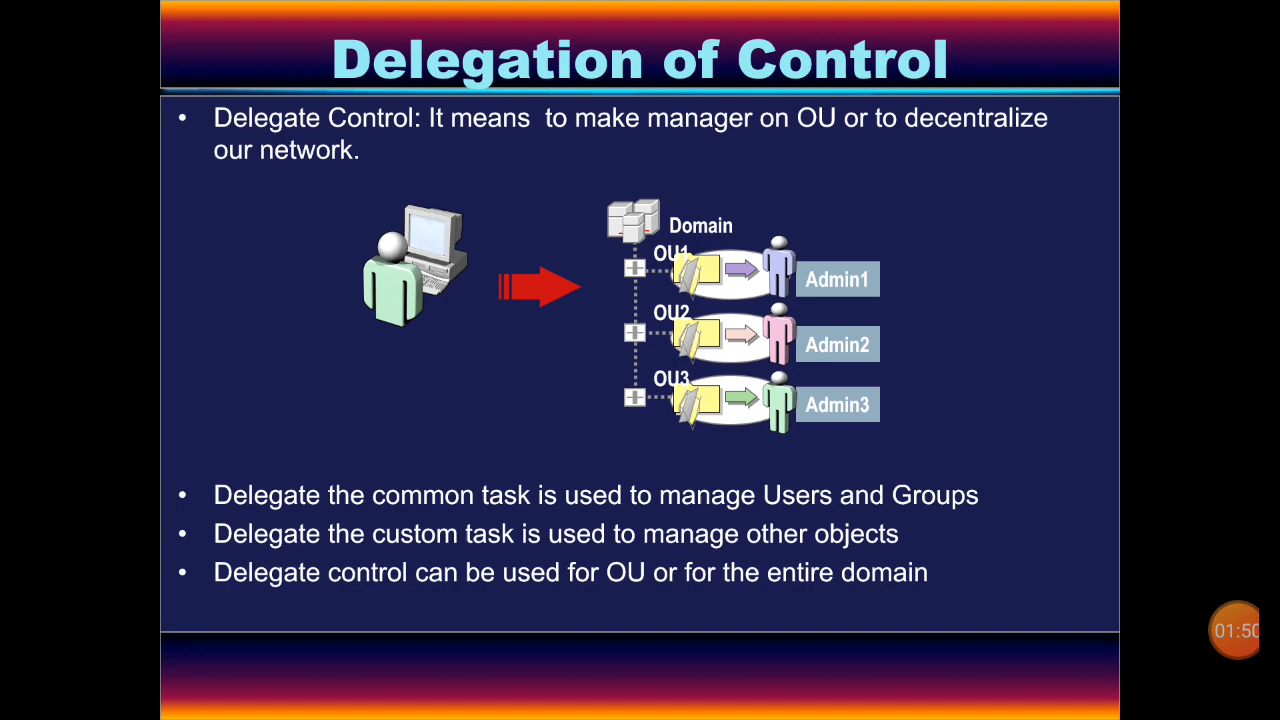 Delegation of Control
• Delegate Control: It means to make manager on OU or to decentralize
our network.
Domain
OU1
Admin1
OU2
Admin2
OU3
Admin3
• Delegate the common task is used to manage Users and Groups
• Delegate the custom task is used to manage other objects
• Delegate control can be used for OU or for the entire domain
01:50